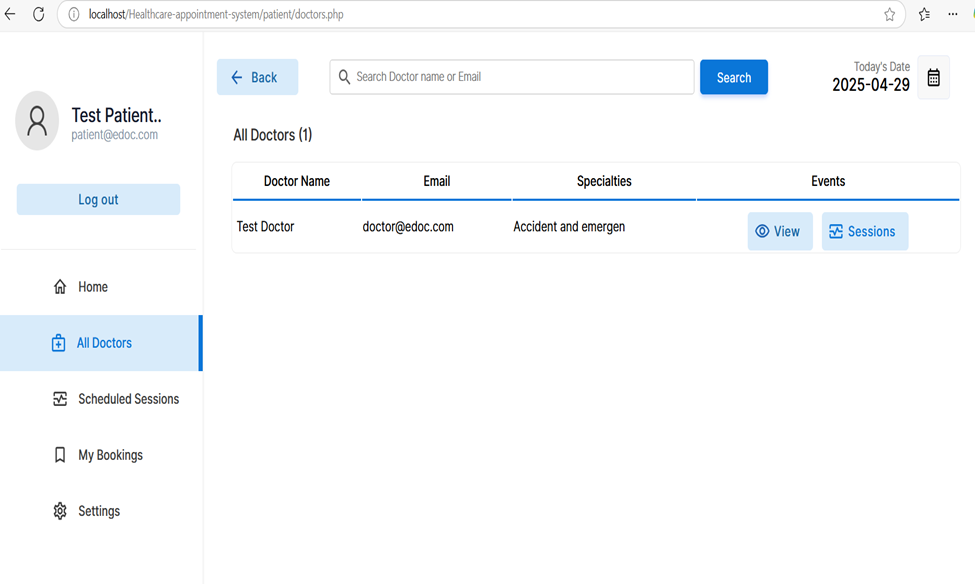 localhost/Healthcare-appointment-system/patient/doctors.php
Test Patient..
patient@edoc.com
Log out
Home
All Doctors
Scheduled Sessions
My Bookings
Settings
Back
Search Doctor name or Email
Search
Today's Date
2025-04-29
All Doctors (1)
Doctor Name Email Specialties Events
Test Doctor doctor@edoc.com Accident and emergen View Sessions